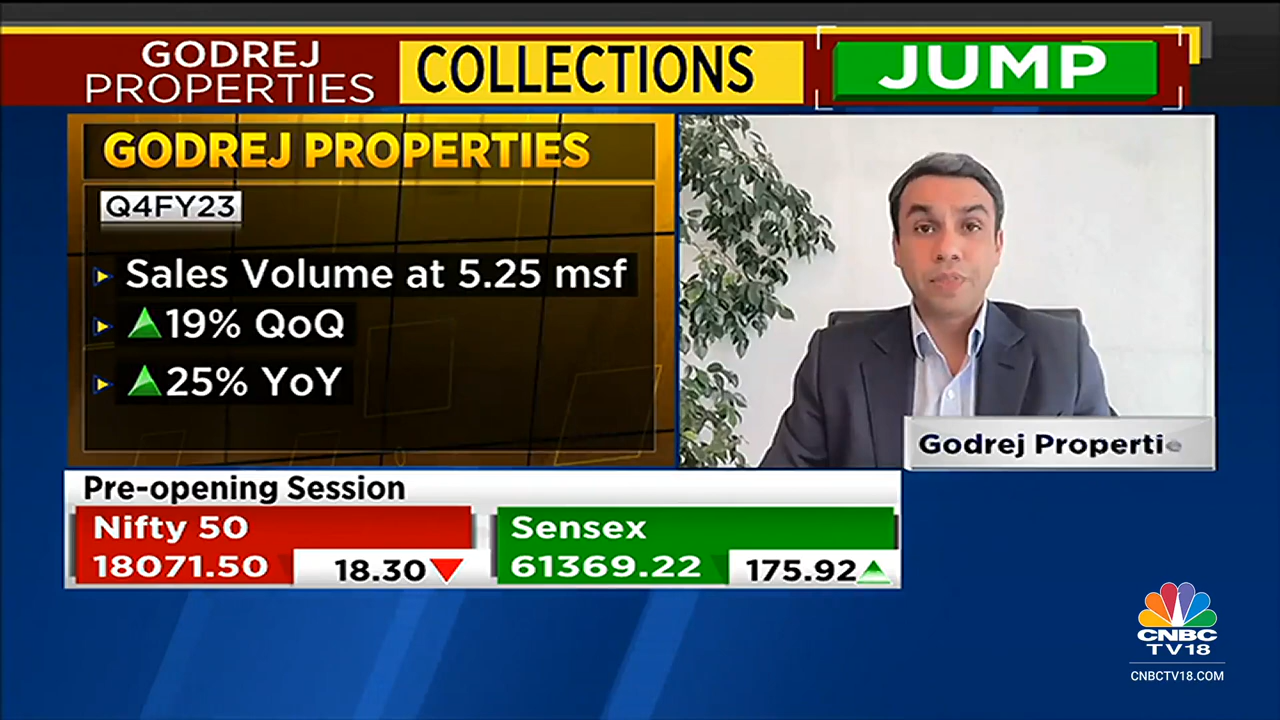 GODREJ
PROPERTIES
COLLECTIONS
JUMP
GODREJ PROPERTIES
Q4FY23
Sales Volume at 5.25 msf
19% QoQ
25% YoY
Godrej Propertie
Pre-opening Session
Nifty 50
18071.50 18.30
Sensex
61369.22 175.92
CNBC
TV18
CNBCTV18.COM